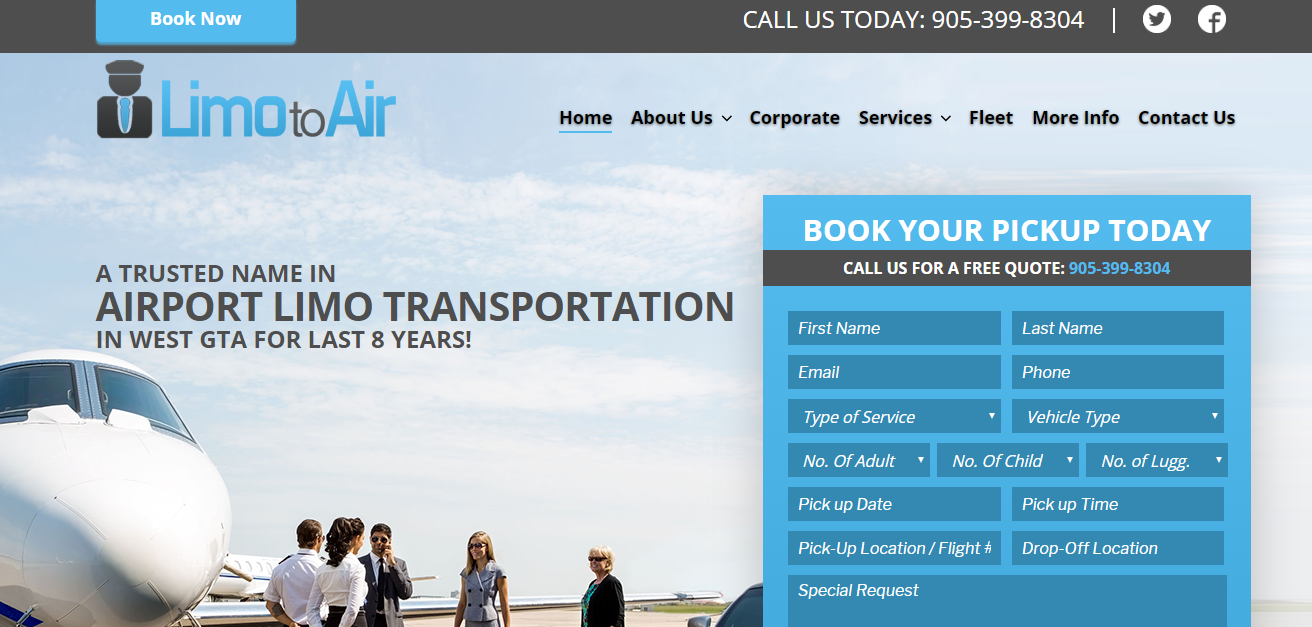 Book Now
CALL US TODAY: 905-399-8304
Limo to Air
Home About Us Corporate Services Fleet More Info Contact Us
A TRUSTED NAME IN
AIRPORT LIMO TRANSPORTATION
IN WEST GTA FOR LAST 8 YEARS!
BOOK YOUR PICKUP TODAY
CALL US FOR A FREE QUOTE: 905-399-8304
First Name Last Name
Email Phone
Type of Service Vehicle Type
No. Of Adult No. Of Child No. of Lugg.
Pick up Date Pick up Time
Pick-Up Location / Flight # Drop-Off Location
Special Request